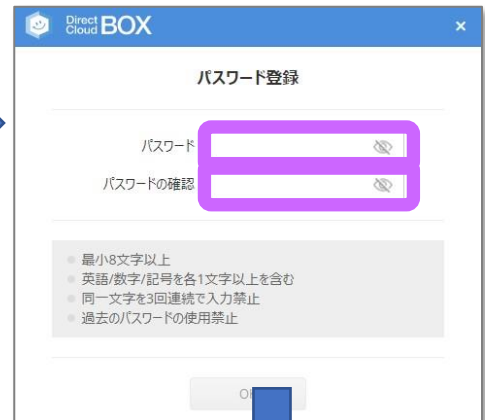 Direct
Cloud BOX
×
パスワード登録
パスワード
パスワードの確認
最小8文字以上
英語/数字/記号を各1文字以上を含む
同一文字を3回連続で入力禁止
過去のパスワードの使用禁止